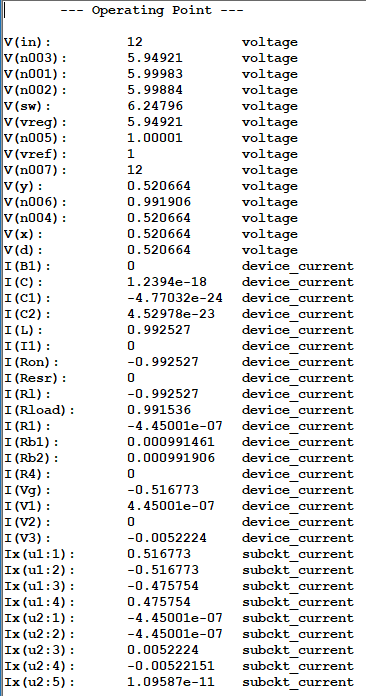 --- Operating Point ---
V(in): 12 voltage
V(n003): 5.94921 voltage
V(n001): 5.99983 voltage
V(n002): 5.99884 voltage
V(sw): 6.24796 voltage
V(vreg): 5.94921 voltage
V(n005): 1.00001 voltage
V(vref): 1 voltage
V(n007): 12 voltage
V(y): 0.520664 voltage
V(n006): 0.991906 voltage
V(n004): 0.520664 voltage
V(x): 0.520664 voltage
V(d): 0.520664 voltage
I(B1): 0 device_current
I(C): 1.2394e-18 device_current
I(C1): -4.77032e-24 device_current
I(C2): 4.52978e-23 device_current
I(L): 0.992527 device_current
I(I1): 0 device_current
I(Ron): -0.992527 device_current
I(Resr): 0 device_current
I(Rl): -0.992527 device_current
I(Rload): 0.991536 device_current
I(R1): -4.45001e-07 device_current
I(Rb1): 0.000991461 device_current
I(Rb2): 0.000991906 device_current
I(R4): 0 device_current
I(Vg): -0.516773 device_current
I(V1): 4.45001e-07 device_current
I(V2): 0 device_current
I(V3): -0.0052224 device_current
Ix(u1:1): 0.516773 subckt_current
Ix(u1:2): -0.516773 subckt_current
Ix(u1:3): -0.475754 subckt_current
Ix(u1:4): 0.475754 subckt_current
Ix(u2:1): -4.45001e-07 subckt_current
Ix(u2:2): -4.45001e-07 subckt_current
Ix(u2:3): 0.0052224 subckt_current
Ix(u2:4): -0.00522151 subckt_current
Ix(u2:5): 1.09587e-11 subckt_current